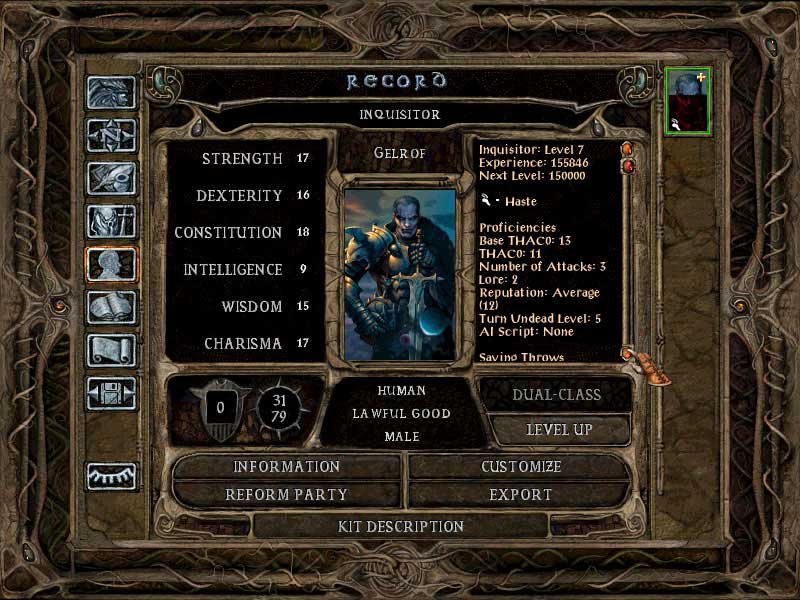 RECORD
INQUISITOR
GELROF
STRENGTH 17
DEXTERITY 16
CONSTITUTION 18
INTELLIGENCE 9
WISDOM 15
CHARISMA 17
Inquisitor: Level 7
Experience: 155846
Next Level: 150000
- Haste
Proficiencies
Base THAC0: 13
THAC0: 11
Number of Attacks: 3
Lore: 2
Reputation: Average
(12)
Turn Undead Level: 5
AI Script: None
Saving Throws
0
31
79
HUMAN
LAWFUL GOOD
MALE
DUAL-CLASS
LEVEL UP
INFORMATION
CUSTOMIZE
REFORM PARTY
EXPORT
KIT DESCRIPTION